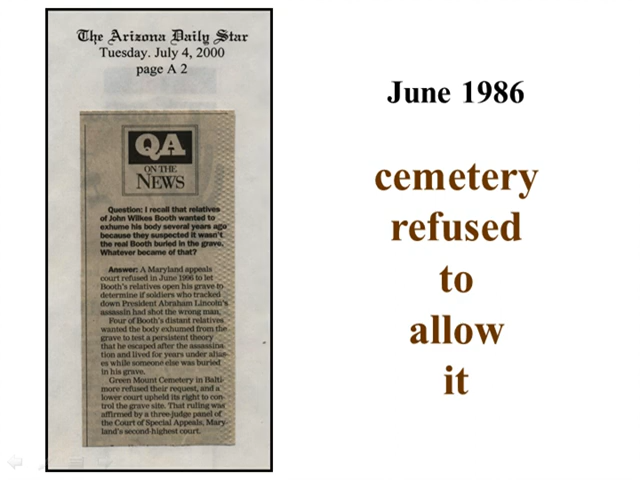 The Arizona Daily Star
Tuesday. July 4, 2000
page A 2
QA
ON THE
NEWS
Question: I recall that relatives
of John Wilkes Booth wanted to
exhume his body several years ago
because they suspected it wasn't
the real Booth buried in the grave.
Whatever became of that?
Answer: A Maryland appeals
court refused in June 1996 to let
Booth's relatives open his grave to
determine if soldiers who tracked
down President Abraham Lincoln's
assassin had shot the wrong man.
Four of Booth's distant relatives
wanted the body exhumed from the
grave to test a persistent theory
that he escaped after the assassina-
tion and lived for years under alias-
es while someone else was buried
in his grave.
Green Mount Cemetery in Balti-
more refused their request, and a
lower court upheld its right to con-
trol the grave site. That ruling was
affirmed by a three-judge panel of
the Court of Special Appeals, Mary-
land's second-highest court.
June 1986
cemetery
refused
to
allow
it